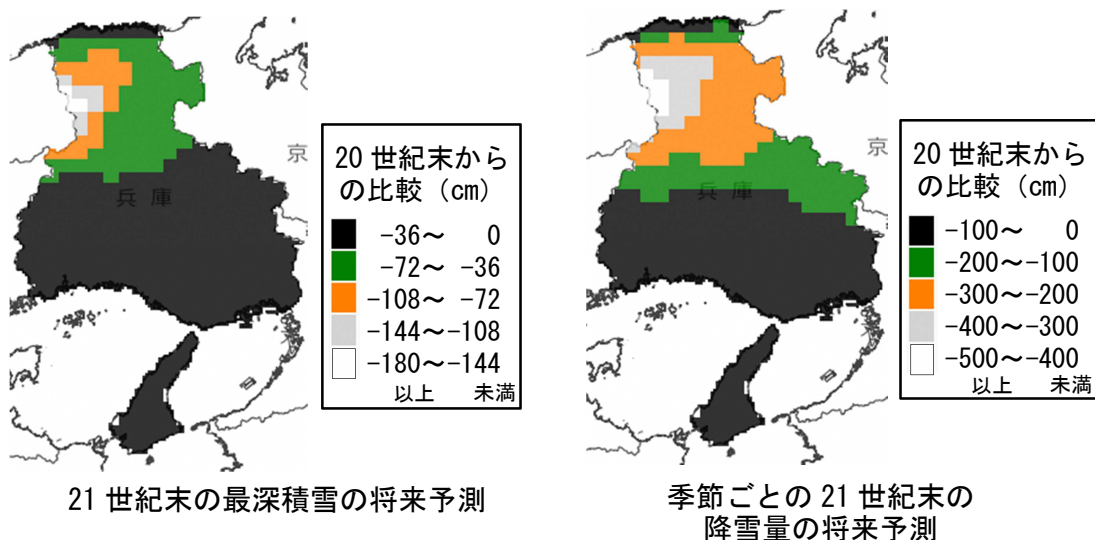 兵庫
京
20 世紀末から
の比較（cm）
-36～ 0
-72～ -36
-108～ -72
-144～-108
-180～-144
以上 未満
21 世紀末の最深積雪の将来予測
兵庫
京
20 世紀末から
の比較（cm）
-100～ 0
-200～-100
-300～-200
-400～-300
-500～-400
以上 未満
季節ごとの 21 世紀末の
降雪量の将来予測